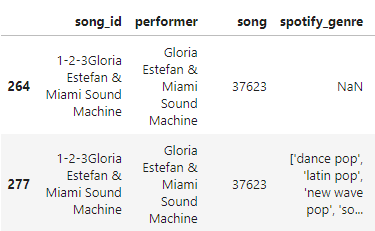 song_id performer song spotify_genre
264 1-2-3Gloria Estefan & Miami Sound Machine Gloria Estefan & Miami Sound Machine 37623 NaN
277 1-2-3Gloria Estefan & Miami Sound Machine Gloria Estefan & Miami Sound Machine 37623 ['dance pop', 'latin pop', 'new wave pop', 'so...